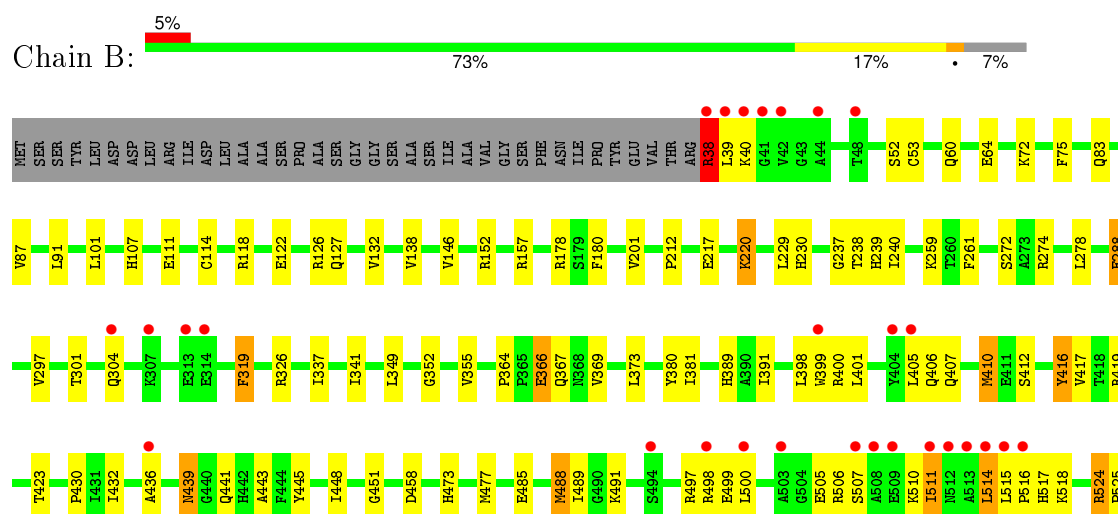 5%
Chain B:
73% 17% • 7%
MET SER SER TYR LEU ASP ASP LEU ARG ILE ASP LEU ALA ALA SER PRO ALA SER GLY GLY SER ALA SER ILE ALA VAL GLY SER PHE ASN ILE PRO TYR GLU VAL THR ARG R38 L39 K40 G41 V42 G43 A44 T48 S52 C53 Q60 E64 K72 F75 Q83
V87 L91 L101 H107 E111 C114 R118 E122 R126 Q127 V132 V138 V146 R152 R157 R178 S179 F180 V201 P212 E217 K220 L229 H230 G237 T238 H239 I240 K259 T260 F261 S272 A273 R274 L278
V297 T301 Q304 K307 E313 E314 F319 R326 I337 I341 L349 G352 V355 P364 P365 E366 Q367 N368 V369 L373 Y380 H389 A390 I391 L398 W399 R400 L401 Y404 L405 Q406 Q407 M410 E411 S412 Y416 V417 T418
T423 P430 I431 I432 A436 N439 G440 Q441 H442 A443 F444 Y445 I448 G451 D458 H473 M477 E485 M488 I489 G490 K491 S494 R497 R498 E499 L500 A503 G504 E505 R506 S507 A508 E509 K510 I511 N512 A513 L514 L515 P516 H517 K518 R524